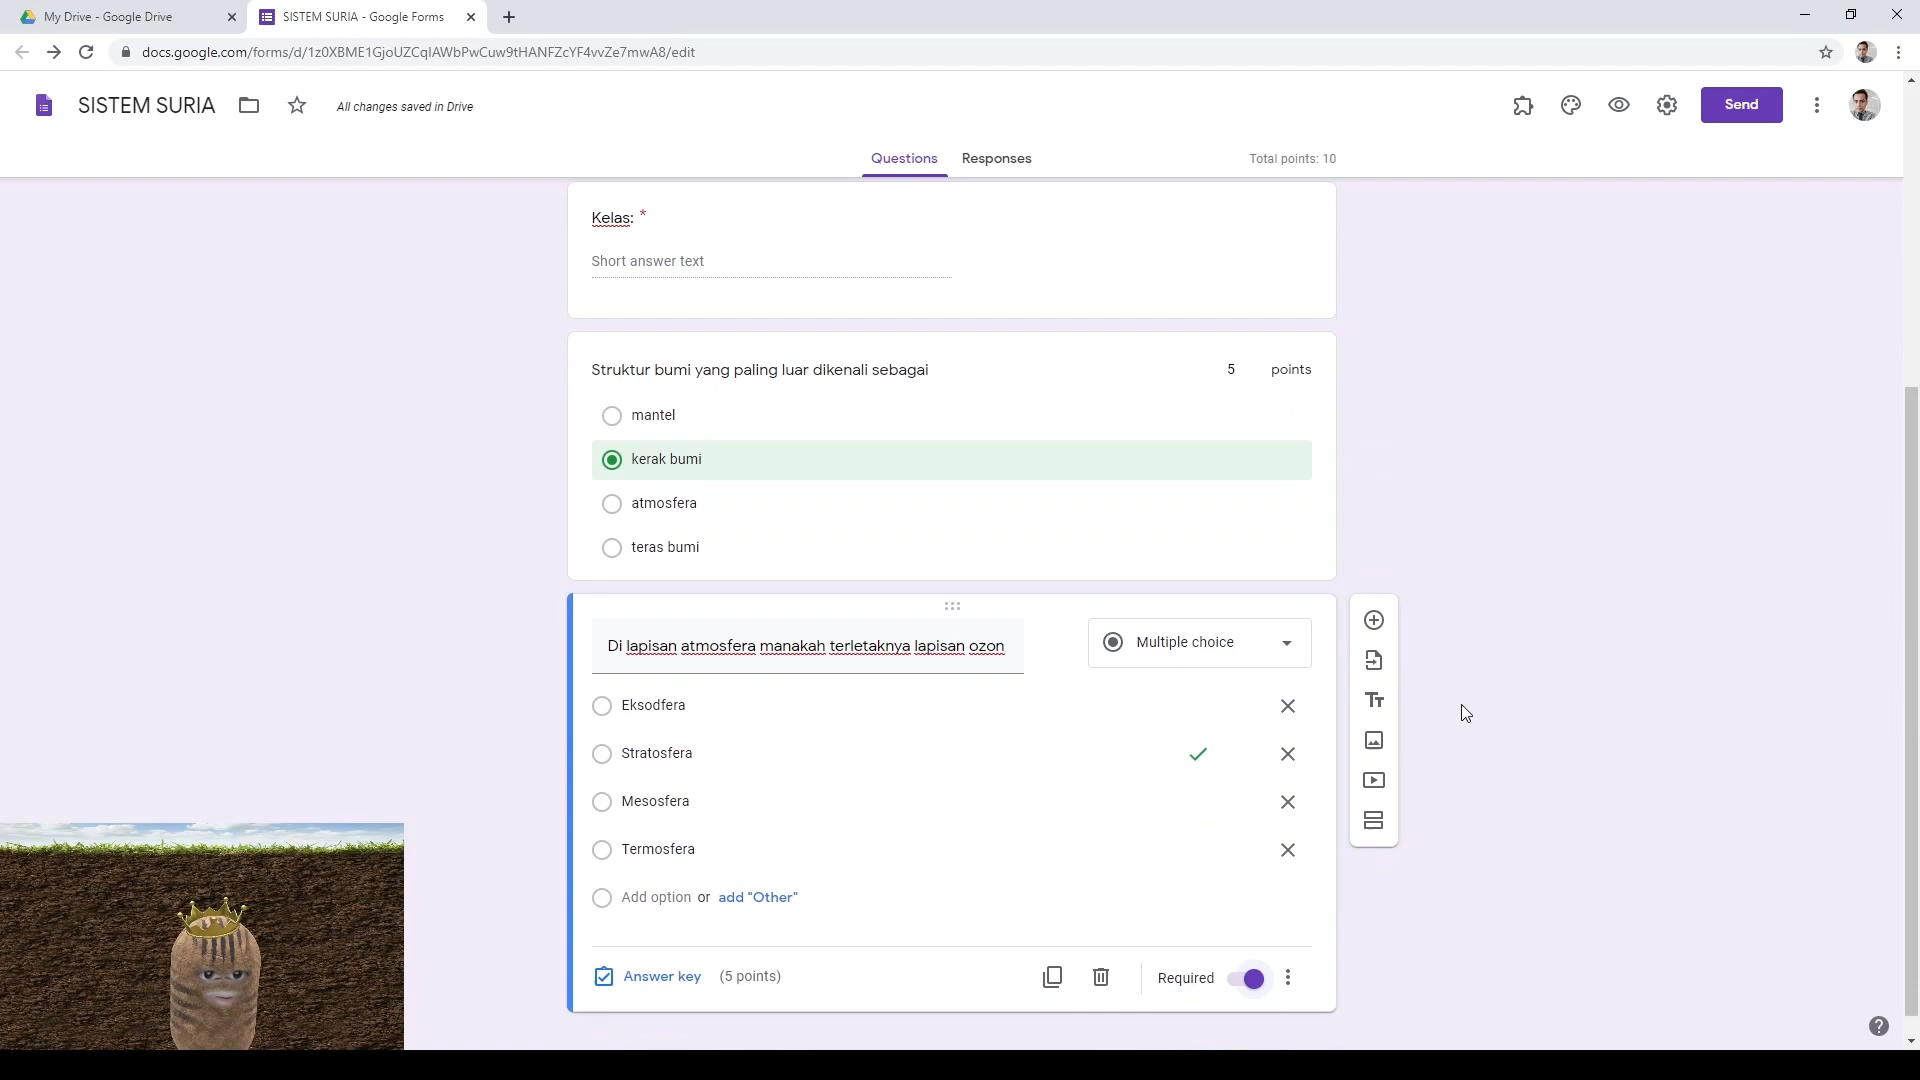 My Drive - Google Drive
SISTEM SURIA - Google Forms
docs.google.com/forms/d/1z0XBME1GjoUZCqIAWbPwCuw9tHANFZcYF4vvZe7mwA8/edit
SISTEM SURIA
All changes saved in Drive
Send
Questions
Responses
Total points: 10
Kelas: *
Short answer text
Struktur bumi yang paling luar dikenali sebagai
5 points
mantel
kerak bumi
atmosfera
teras bumi
Di lapisan atmosfera manakah terletaknya lapisan ozon
Multiple choice
Eksodfera
Stratosfera
Mesosfera
Termosfera
Add option or add "Other"
Answer key (5 points)
Required